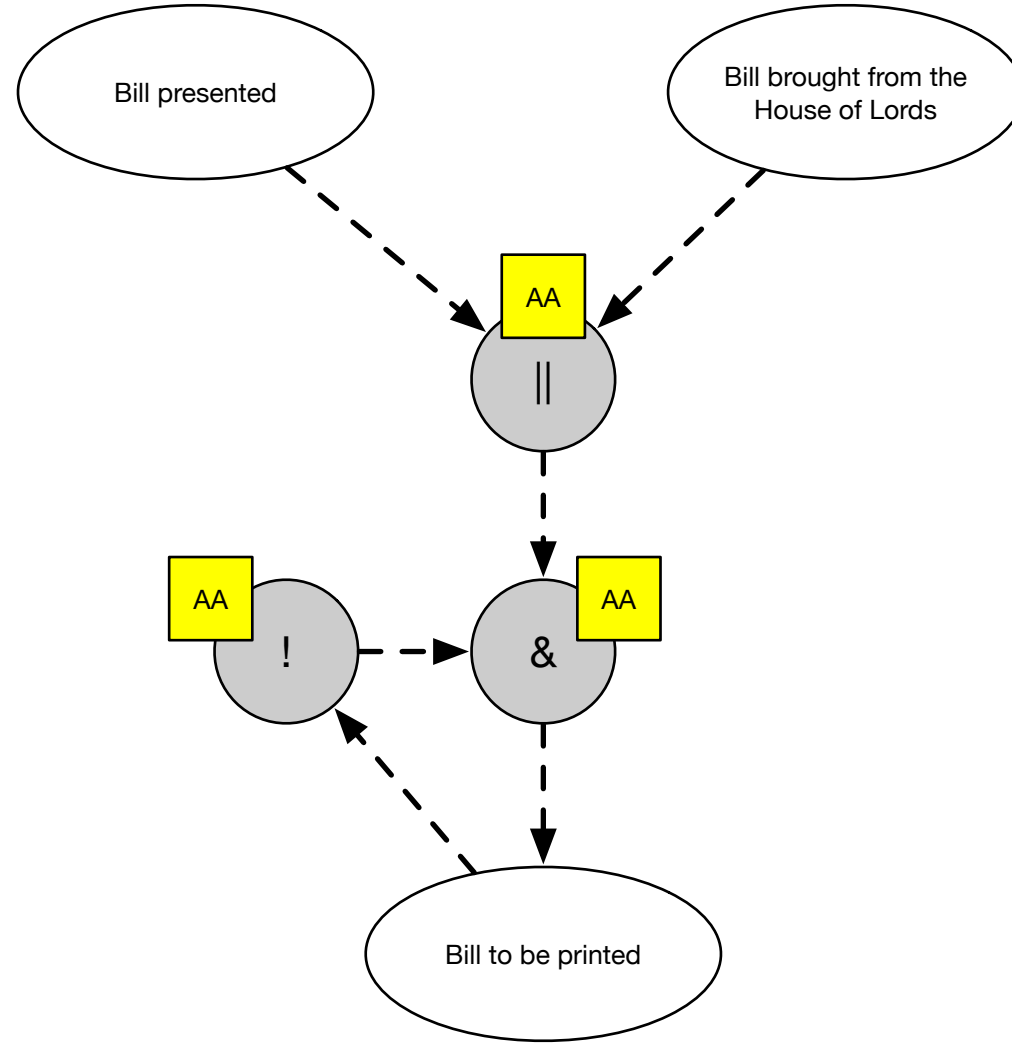 Bill presented
Bill brought from the
House of Lords
AA
||
AA
!
&
AA
Bill to be printed